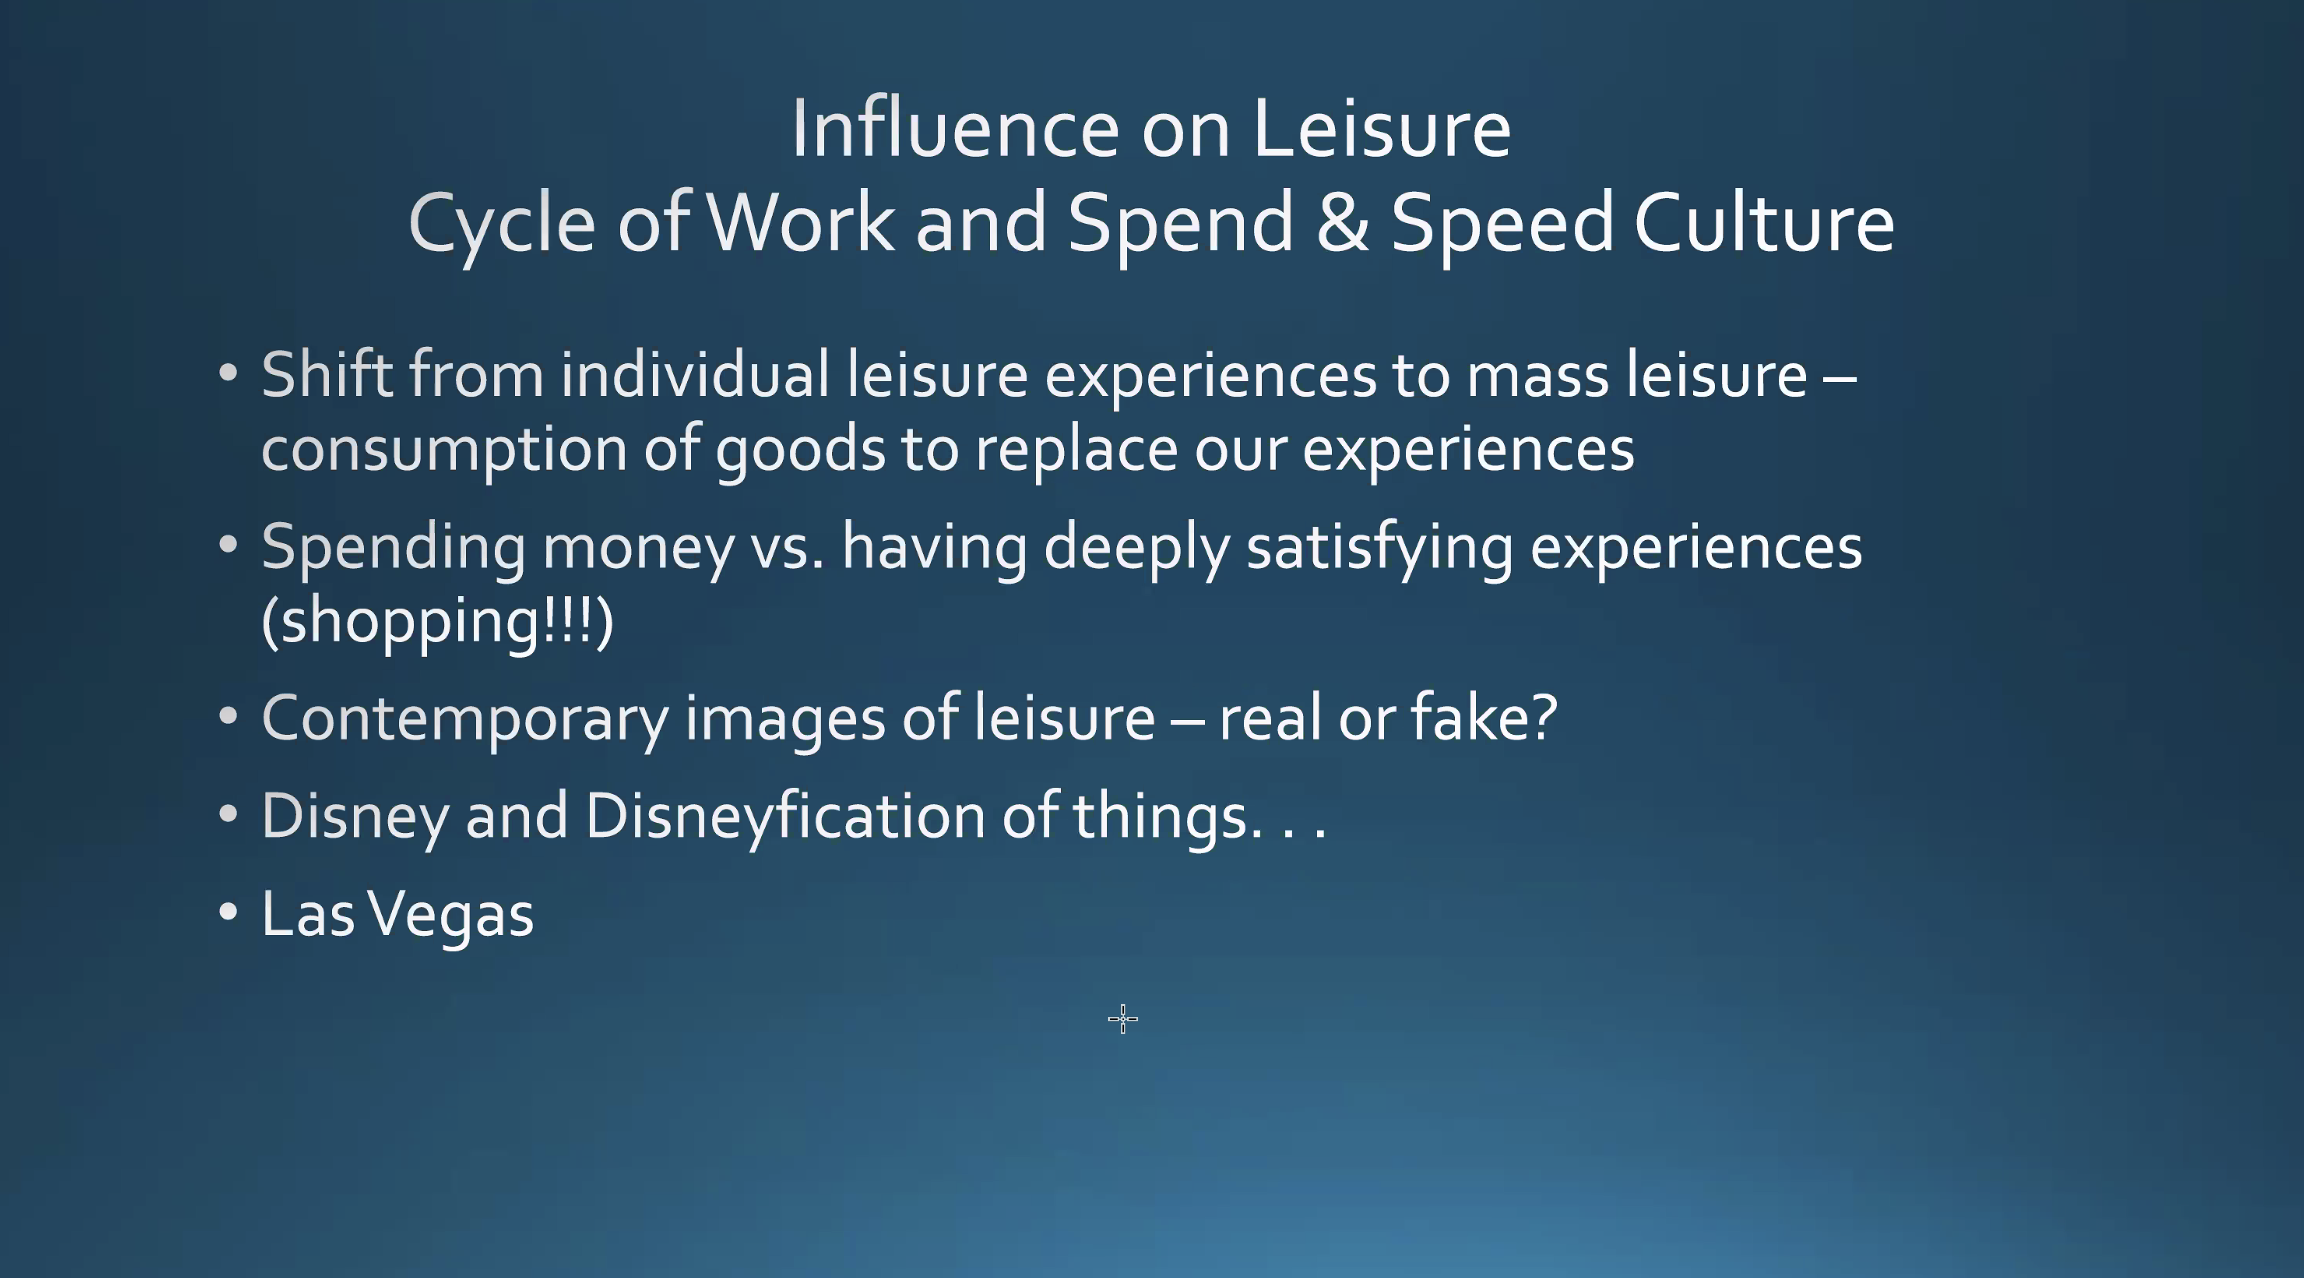 Influence on Leisure
Cycle of Work and Spend & Speed Culture
• Shift from individual leisure experiences to mass leisure –
consumption of goods to replace our experiences
• Spending money vs. having deeply satisfying experiences
(shopping!!!)
• Contemporary images of leisure – real or fake?
• Disney and Disneyfication of things. . .
• Las Vegas